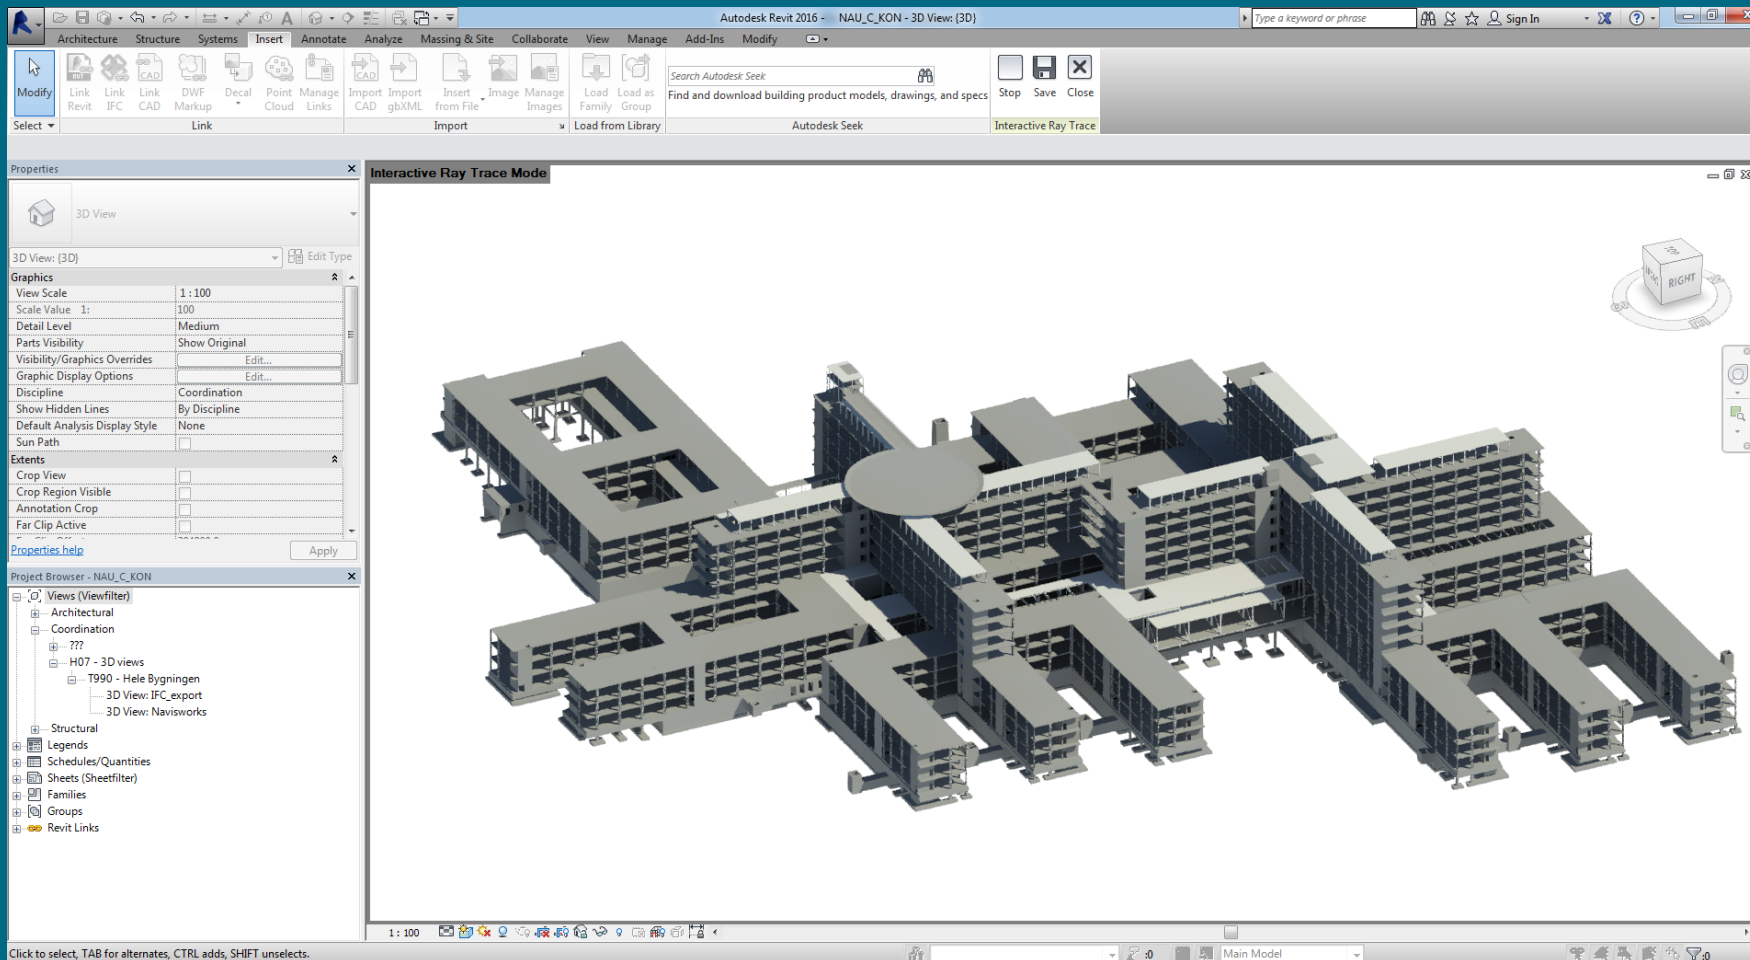 Autodesk Revit 2016 - NAU_C_KON - 3D View: {3D}
Type a keyword or phrase
Sign In
Architecture Structure Systems Insert Annotate Analyze Massing & Site Collaborate View Manage Add-Ins Modify
Modify
Link Revit
Link IFC
Link CAD
DWF Markup
Decal
Point Cloud
Manage Links
Import CAD
Import gbXML
Insert from File
Image
Manage Images
Load Family
Load as Group
Search Autodesk Seek
Find and download building product models, drawings, and specs
Stop Save Close
Select Link Import Load from Library Autodesk Seek Interactive Ray Trace
Properties
3D View
3D View: {3D}
Edit Type
Graphics
View Scale 1 : 100
Scale Value 1: 100
Detail Level Medium
Parts Visibility Show Original
Visibility/Graphics Overrides Edit...
Graphic Display Options Edit...
Discipline Coordination
Show Hidden Lines By Discipline
Default Analysis Display Style None
Sun Path
Extents
Crop View
Crop Region Visible
Annotation Crop
Far Clip Active
Properties help
Apply
Project Browser - NAU_C_KON
Views (Viewfilter)
Architectural
Coordination
???
H07 - 3D views
T990 - Hele Bygningen
3D View: IFC_export
3D View: Navisworks
Structural
Legends
Schedules/Quantities
Sheets (Sheetfilter)
Families
Groups
Revit Links
Interactive Ray Trace Mode
RIGHT
1 : 100
Click to select, TAB for alternates, CTRL adds, SHIFT unselects.
:0
Main Model
:0